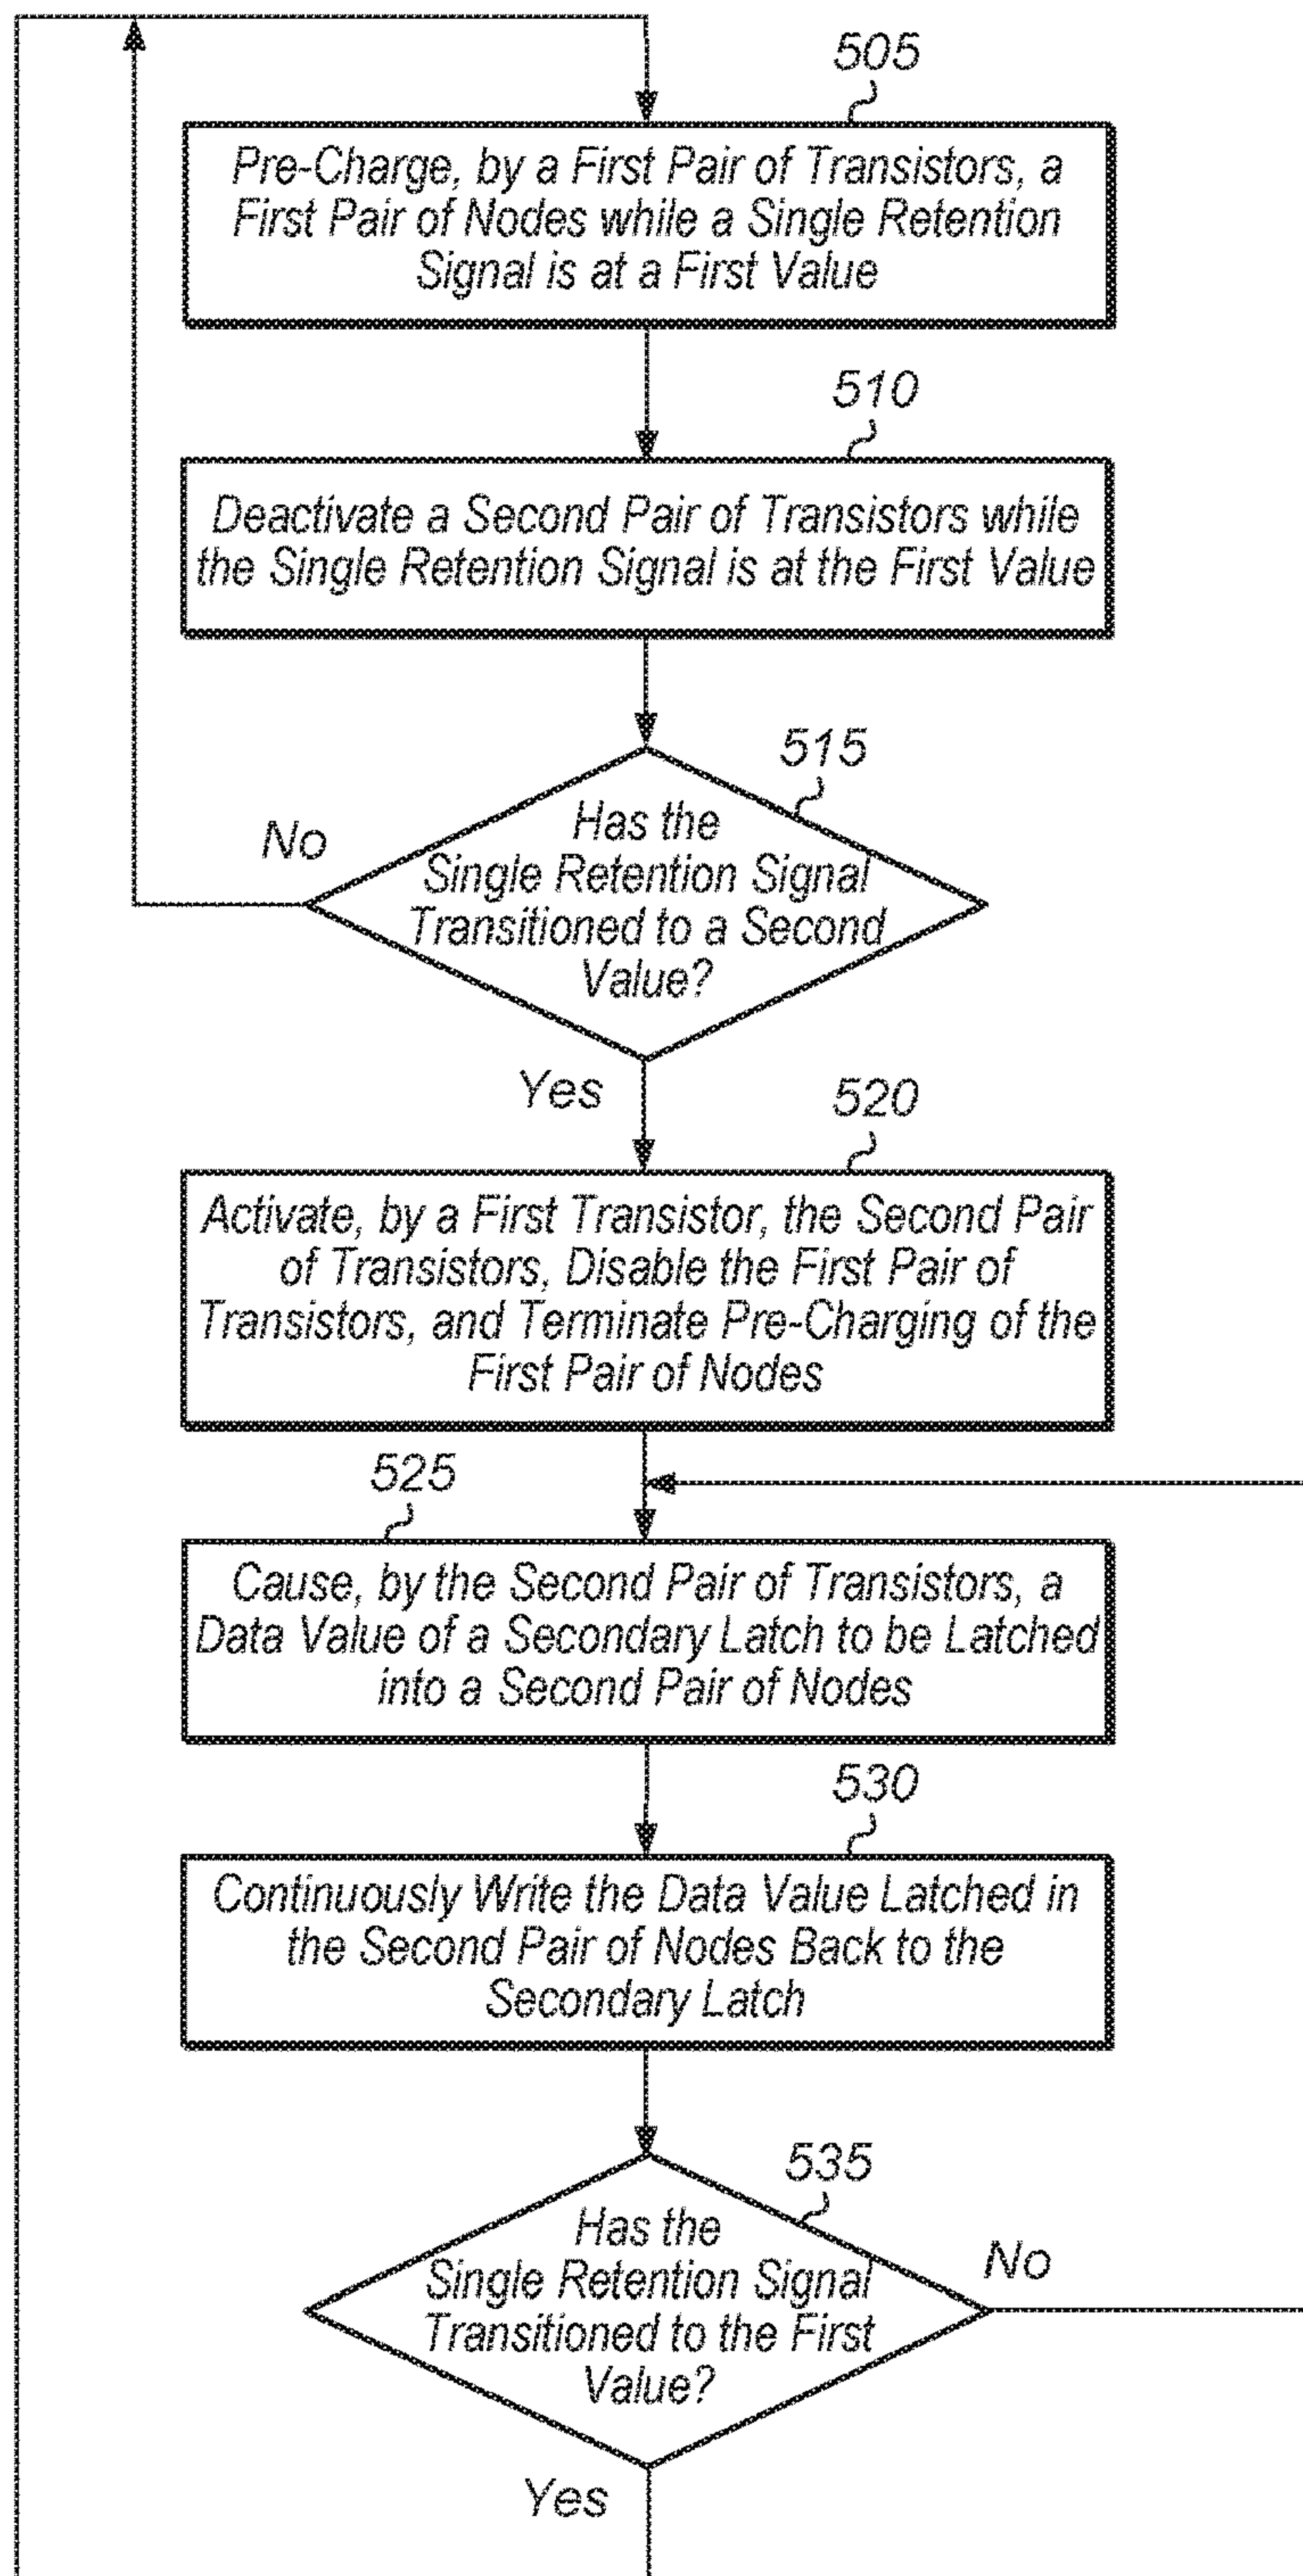 505
Pre-Charge, by a First Pair of Transistors, a
First Pair of Nodes while a Single Retention
Signal is at a First Value
510
Deactivate a Second Pair of Transistors while
the Single Retention Signal is at the First Value
515
Has the
Single Retention Signal
Transitioned to a Second
Value?
No
Yes
520
Activate, by a First Transistor, the Second Pair
of Transistors, Disable the First Pair of
Transistors, and Terminate Pre-Charging of the
First Pair of Nodes
525
Cause, by the Second Pair of Transistors, a
Data Value of a Secondary Latch to be Latched
into a Second Pair of Nodes
530
Continuously Write the Data Value Latched in
the Second Pair of Nodes Back to the
Secondary Latch
535
Has the
Single Retention Signal
Transitioned to the First
Value?
No
Yes